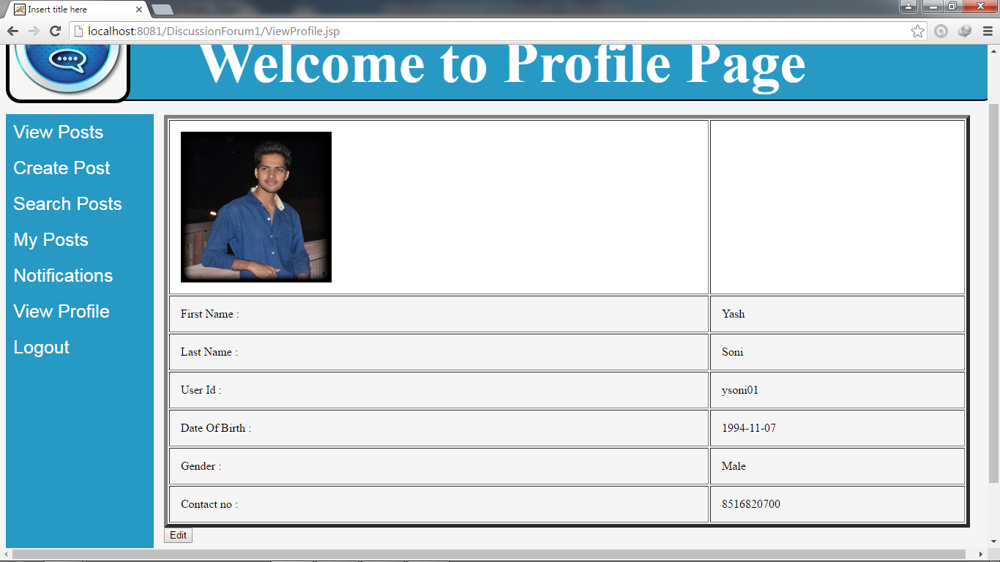 Insert title here
localhost:8081/DiscussionForum1/ViewProfile.jsp
Welcome to Profile Page
View Posts
Create Post
Search Posts
My Posts
Notifications
View Profile
Logout
First Name : Yash
Last Name : Soni
User Id : ysoni01
Date Of Birth : 1994-11-07
Gender : Male
Contact no : 8516820700
Edit